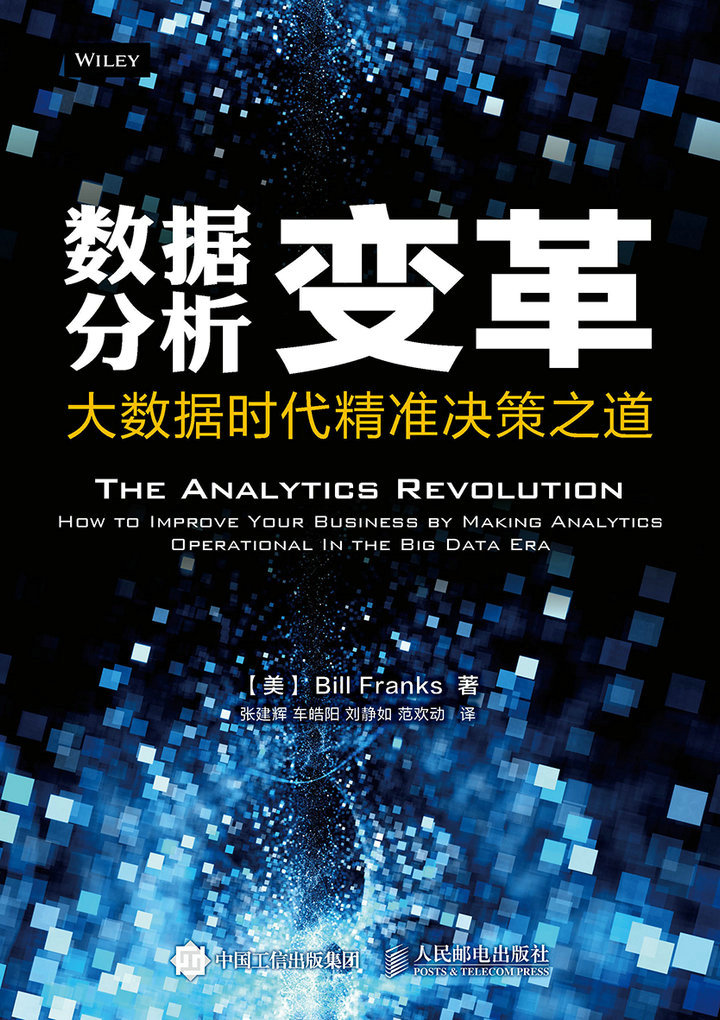 WILEY
数据
分析
变革
大数据时代精准决策之道
THE ANALYTICS REVOLUTION
HOW TO IMPROVE YOUR BUSINESS BY MAKING ANALYTICS
OPERATIONAL IN THE BIG DATA ERA
【美】Bill Franks 著
张建辉 车皓阳 刘静如 范欢动 译
中国工信出版集团
人民邮电出版社
POSTS & TELECOM PRESS